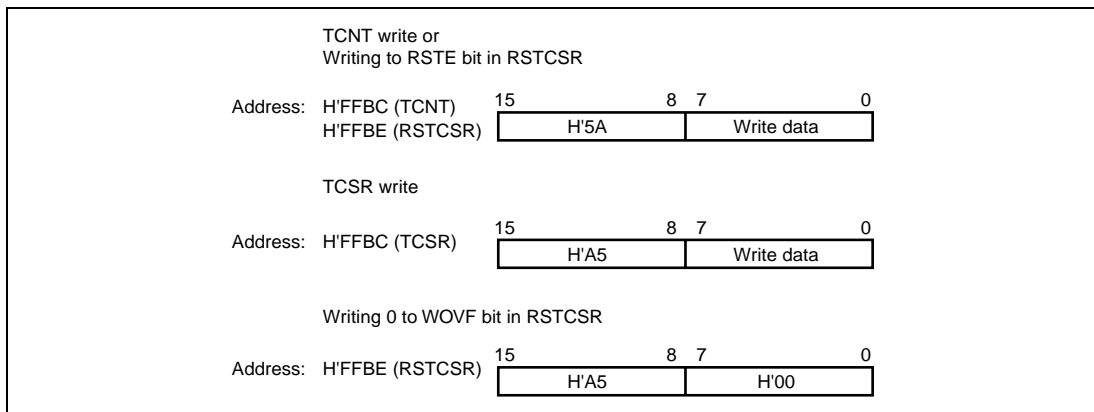 TCNT write or
Writing to RSTE bit in RSTCSR
Address: H'FFBC (TCNT)
H'FFBE (RSTCSR)
15 8 7 0
H'5A Write data
TCSR write
Address: H'FFBC (TCSR)
15 8 7 0
H'A5 Write data
Writing 0 to WOVF bit in RSTCSR
Address: H'FFBE (RSTCSR)
15 8 7 0
H'A5 H'00